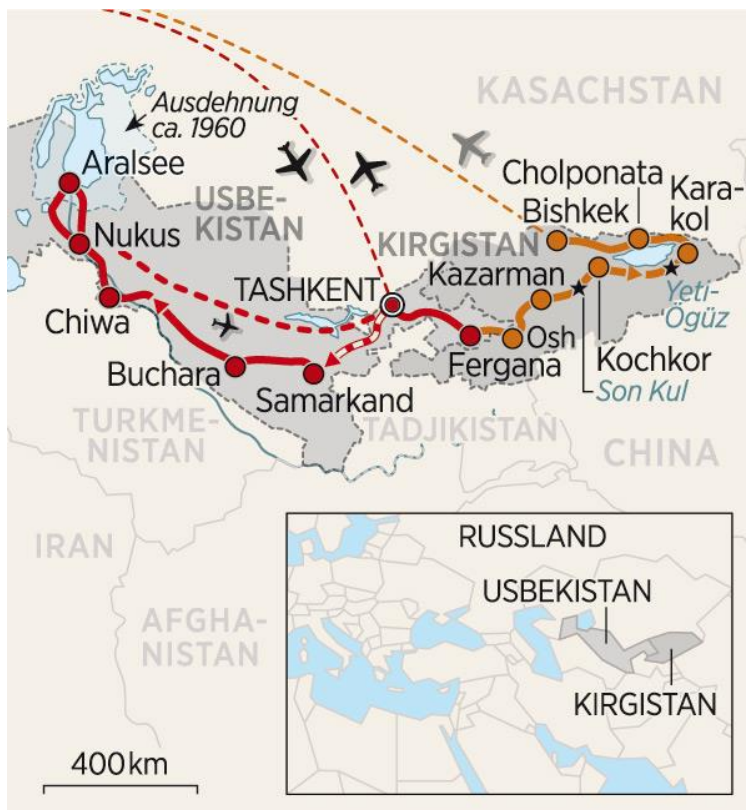 KASACHSTAN
Ausdehnung
ca. 1960
Aralsee
USBE-
KISTAN
Cholponata
Bishkek
Kara-
kol
Nukus
KIRGISTAN
Kazarman
TASHKENT
Yeti-
Ögüz
Chiwa
Osh
Fergana
Kochkor
Son Kul
Buchara
Samarkand
TURKME-
NISTAN
TADJIKISTAN
CHINA
IRAN
AFGHA-
NISTAN
RUSSLAND
USBEKISTAN
KIRGISTAN
400 km